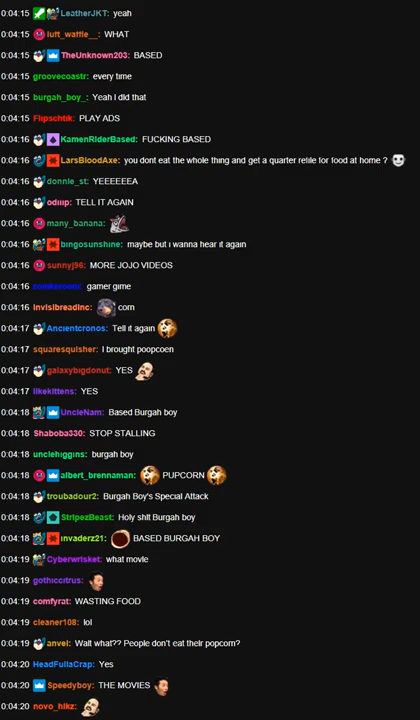 0:04:15 LeatherJKT: yeah
0:04:15 luft_waffle__: WHAT
0:04:15 TheUnknown203: BASED
0:04:15 groovecoastr: every time
0:04:15 burgah_boy_: Yeah I did that
0:04:15 Flipschtik: PLAY ADS
0:04:16 KamenRiderBased: FUCKING BASED
0:04:16 LarsBloodAxe: you dont eat the whole thing and get a quarter relile for food at home ?
0:04:16 donnie_st: YEEEEEEA
0:04:16 odiiip: TELL IT AGAIN
0:04:16 many_banana:
0:04:16 bingosunshine: maybe but i wanna hear it again
0:04:16 sunnyj96: MORE JOJO VIDEOS
0:04:16 gamer gime
0:04:16 invisibreadinc: corn
0:04:17 Ancientcronos: Tell it again
0:04:17 squaresquisher: I brought poopcoen
0:04:17 galaxybigdonut: YES
0:04:17 iikekittens: YES
0:04:18 UncleNam: Based Burgah boy
0:04:18 Shaboba330: STOP STALLING
0:04:18 unclehiggins: burgah boy
0:04:18 albert_brennaman: PUPCORN
0:04:18 troubadour2: Burgah Boy's Special Attack
0:04:18 StripezBeast: Holy shit Burgah boy
0:04:18 invaderz21: BASED BURGAH BOY
0:04:19 Cyberwrisket: what movie
0:04:19 gothiccitrus:
0:04:19 comfyrat: WASTING FOOD
0:04:19 cleaner108: lol
0:04:19 anvel: Wait what?? People don't eat their popcorn?
0:04:20 HeadFullaCrap: Yes
0:04:20 Speedyboy: THE MOVIES
0:04:20 novo_hikz: